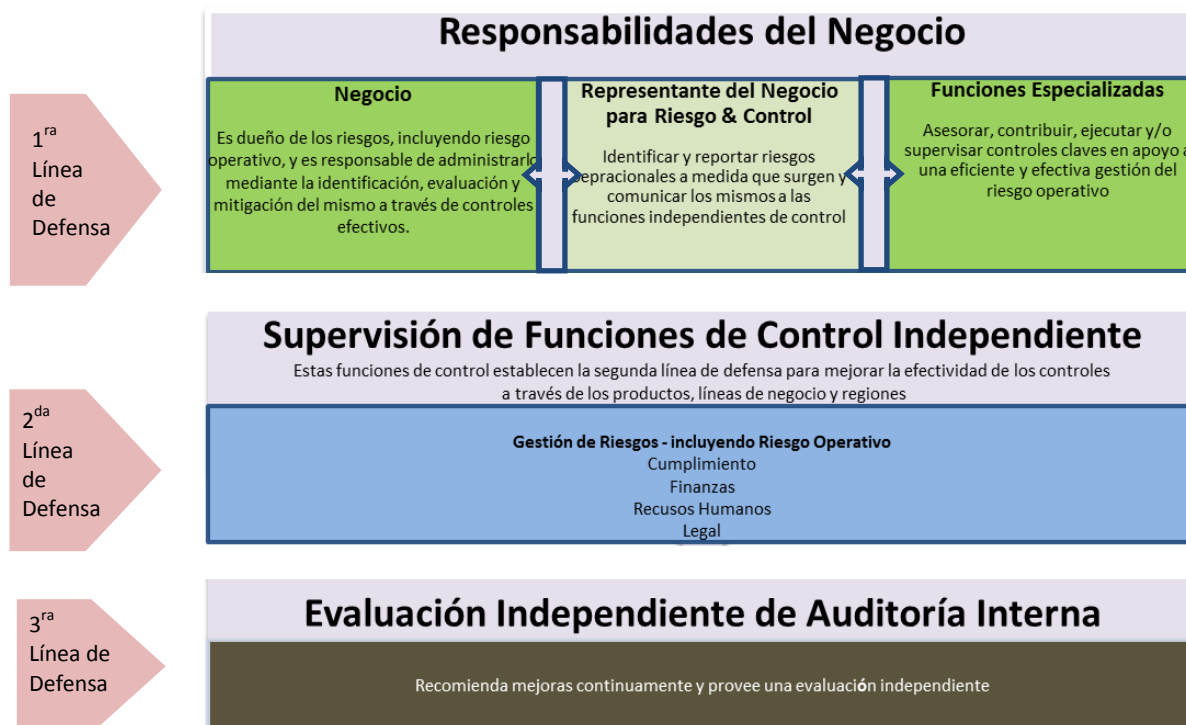 Responsabilidades del Negocio
1ra
Línea
de
Defensa
Negocio
Es dueño de los riesgos, incluyendo riesgo
operativo, y es responsable de administrarlo
mediante la identificación, evaluación y
mitigación del mismo a través de controles
efectivos.
Representante del Negocio
para Riesgo & Control
Identificar y reportar riesgos
oepracionales a medida que surgen y
comunicar los mismos a las
funciones independientes de control
Funciones Especializadas
Asesorar, contribuir, ejecutar y/o
supervisar controles claves en apoyo a
una eficiente y efectiva gestión del
riesgo operativo
2da
Línea
de
Defensa
Supervisión de Funciones de Control Independiente
Estas funciones de control establecen la segunda línea de defensa para mejorar la efectividad de los controles
a través de los productos, líneas de negocio y regiones
Gestión de Riesgos - incluyendo Riesgo Operativo
Cumplimiento
Finanzas
Recusos Humanos
Legal
3ra
Línea de
Defensa
Evaluación Independiente de Auditoría Interna
Recomienda mejoras continuamente y provee una evaluación independiente